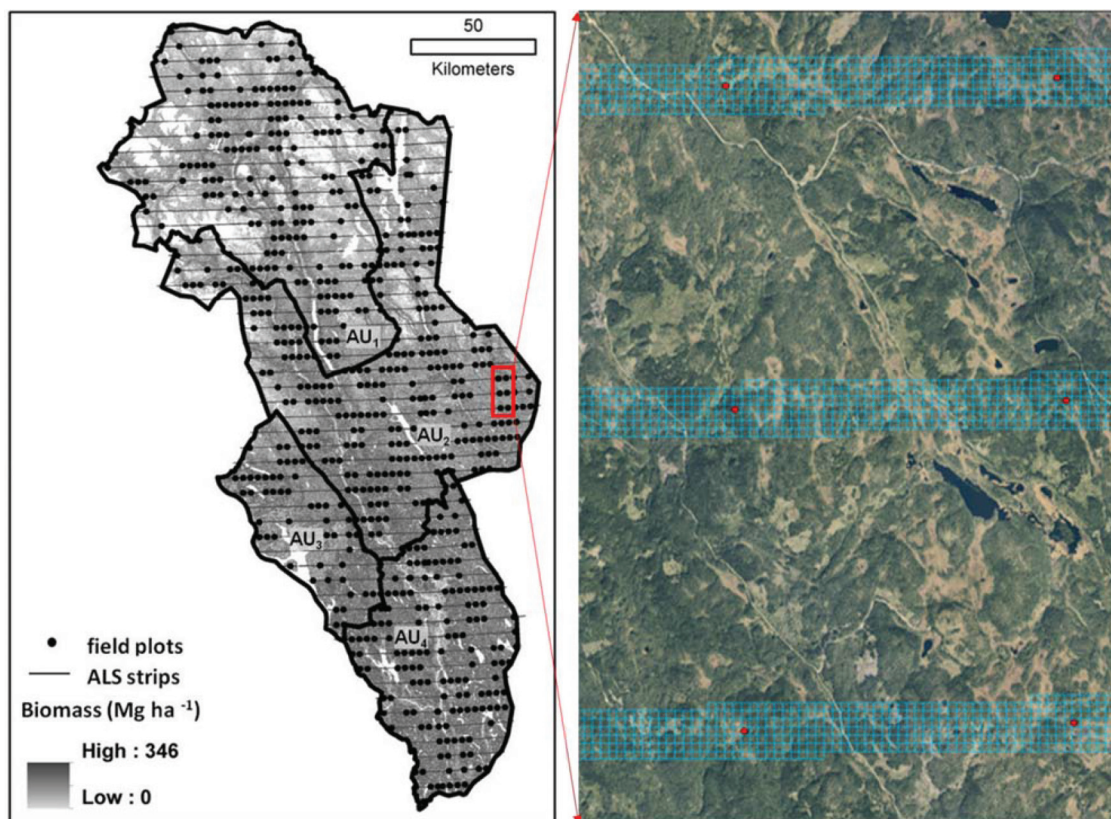 50
Kilometers
AU1
AU2
AU3
AU4
field plots
ALS strips
Biomass (Mg ha -1)
High : 346
Low : 0